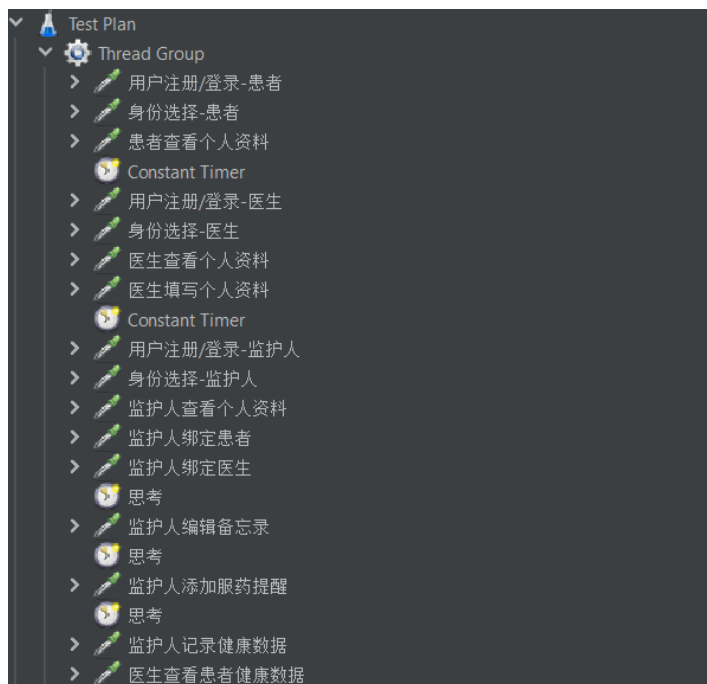 Test Plan
Thread Group
用户注册/登录-患者
身份选择-患者
患者查看个人资料
Constant Timer
用户注册/登录-医生
身份选择-医生
医生查看个人资料
医生填写个人资料
Constant Timer
用户注册/登录-监护人
身份选择-监护人
监护人查看个人资料
监护人绑定患者
监护人绑定医生
思考
监护人编辑备忘录
思考
监护人添加服药提醒
思考
监护人记录健康数据
医生查看患者健康数据